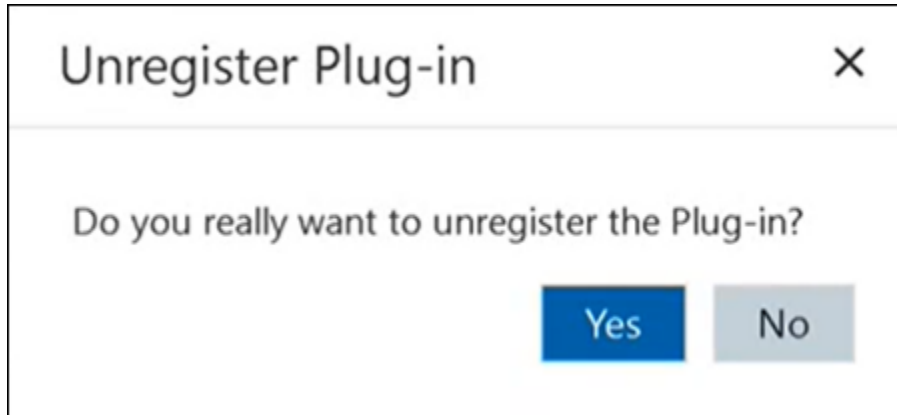 Unregister Plug-in
Do you really want to unregister the Plug-in?
Yes No